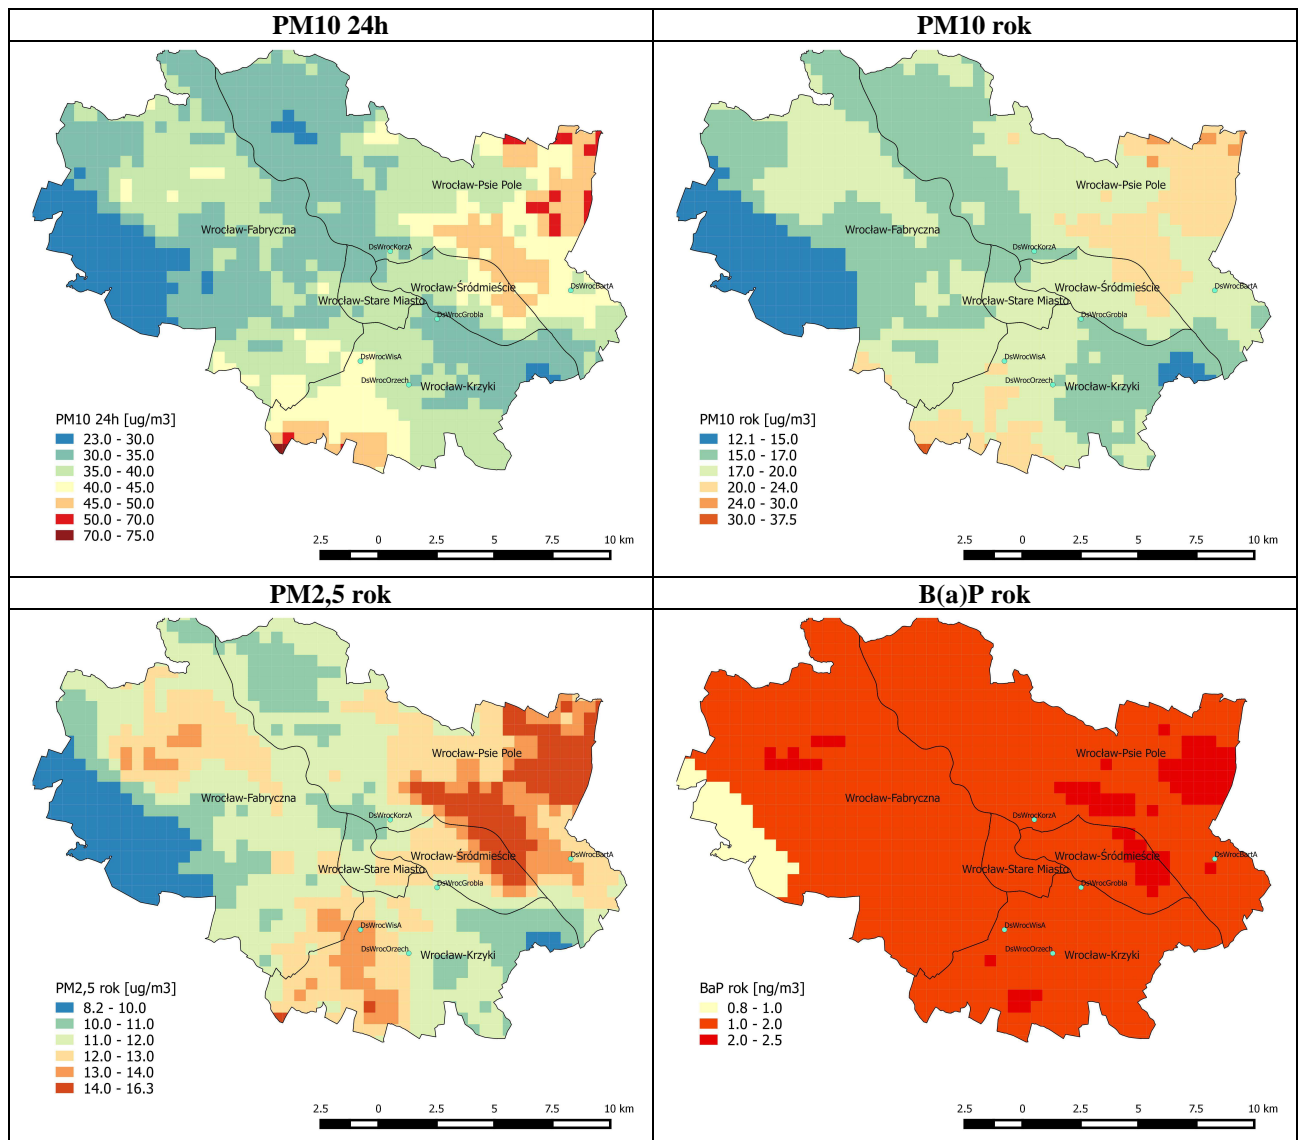 PM10 24h
PM10 rok
Wrocław-Psie Pole
Wrocław-Fabryczna
DsWrocKorzA
Wrocław-Śródmieście
DsWrocBartA
Wrocław-Stare Miasto
DsWrocGrobla
DsWrocWisA
DsWrocOrzech
Wrocław-Krzyki
PM10 24h [ug/m3]
23.0 - 30.0
30.0 - 35.0
35.0 - 40.0
40.0 - 45.0
45.0 - 50.0
50.0 - 70.0
70.0 - 75.0
2.5 0 2.5 5 7.5 10 km
Wrocław-Psie Pole
Wrocław-Fabryczna
DsWrocKorzA
Wrocław-Śródmieście
DsWrocBartA
Wrocław-Stare Miasto
DsWrocGrobla
DsWrocWisA
DsWrocOrzech
Wrocław-Krzyki
PM10 rok [ug/m3]
12.1 - 15.0
15.0 - 17.0
17.0 - 20.0
20.0 - 24.0
24.0 - 30.0
30.0 - 37.5
2.5 0 2.5 5 7.5 10 km
PM2,5 rok
B(a)P rok
Wrocław-Psie Pole
Wrocław-Fabryczna
DsWrocKorzA
Wrocław-Śródmieście
DsWrocBartA
Wrocław-Stare Miasto
DsWrocGrobla
DsWrocWisA
DsWrocOrzech
Wrocław-Krzyki
PM2,5 rok [ug/m3]
8.2 - 10.0
10.0 - 11.0
11.0 - 12.0
12.0 - 13.0
13.0 - 14.0
14.0 - 16.3
2.5 0 2.5 5 7.5 10 km
Wrocław-Psie Pole
Wrocław-Fabryczna
DsWrocKorzA
Wrocław-Śródmieście
DsWrocBartA
Wrocław-Stare Miasto
DsWrocGrobla
DsWrocWisA
DsWrocOrzech
Wrocław-Krzyki
BaP rok [ng/m3]
0.8 - 1.0
1.0 - 2.0
2.0 - 2.5
2.5 0 2.5 5 7.5 10 km